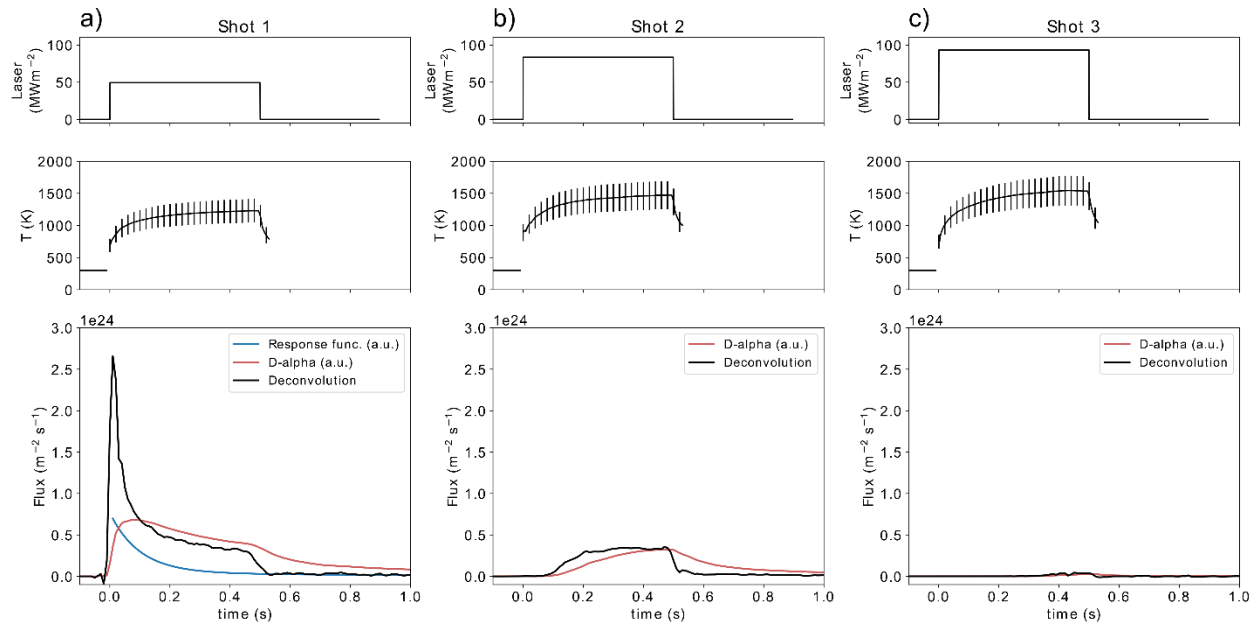 a)
Shot 1
Laser
(MWm⁻²)
100
50
0
T (K)
2000
1500
1000
500
0
1e24
Flux (m⁻² s⁻¹)
3.0
2.5
2.0
1.5
1.0
0.5
0.0
Response func. (a.u.)
D-alpha (a.u.)
Deconvolution
0.0 0.2 0.4 0.6 0.8 1.0
time (s)
b)
Shot 2
Laser
(MWm⁻²)
100
50
0
T (K)
2000
1500
1000
500
0
1e24
Flux (m⁻² s⁻¹)
3.0
2.5
2.0
1.5
1.0
0.5
0.0
D-alpha (a.u.)
Deconvolution
0.0 0.2 0.4 0.6 0.8 1.0
time (s)
c)
Shot 3
Laser
(MWm⁻²)
100
50
0
T (K)
2000
1500
1000
500
0
1e24
Flux (m⁻² s⁻¹)
3.0
2.5
2.0
1.5
1.0
0.5
0.0
D-alpha (a.u.)
Deconvolution
0.0 0.2 0.4 0.6 0.8 1.0
time (s)